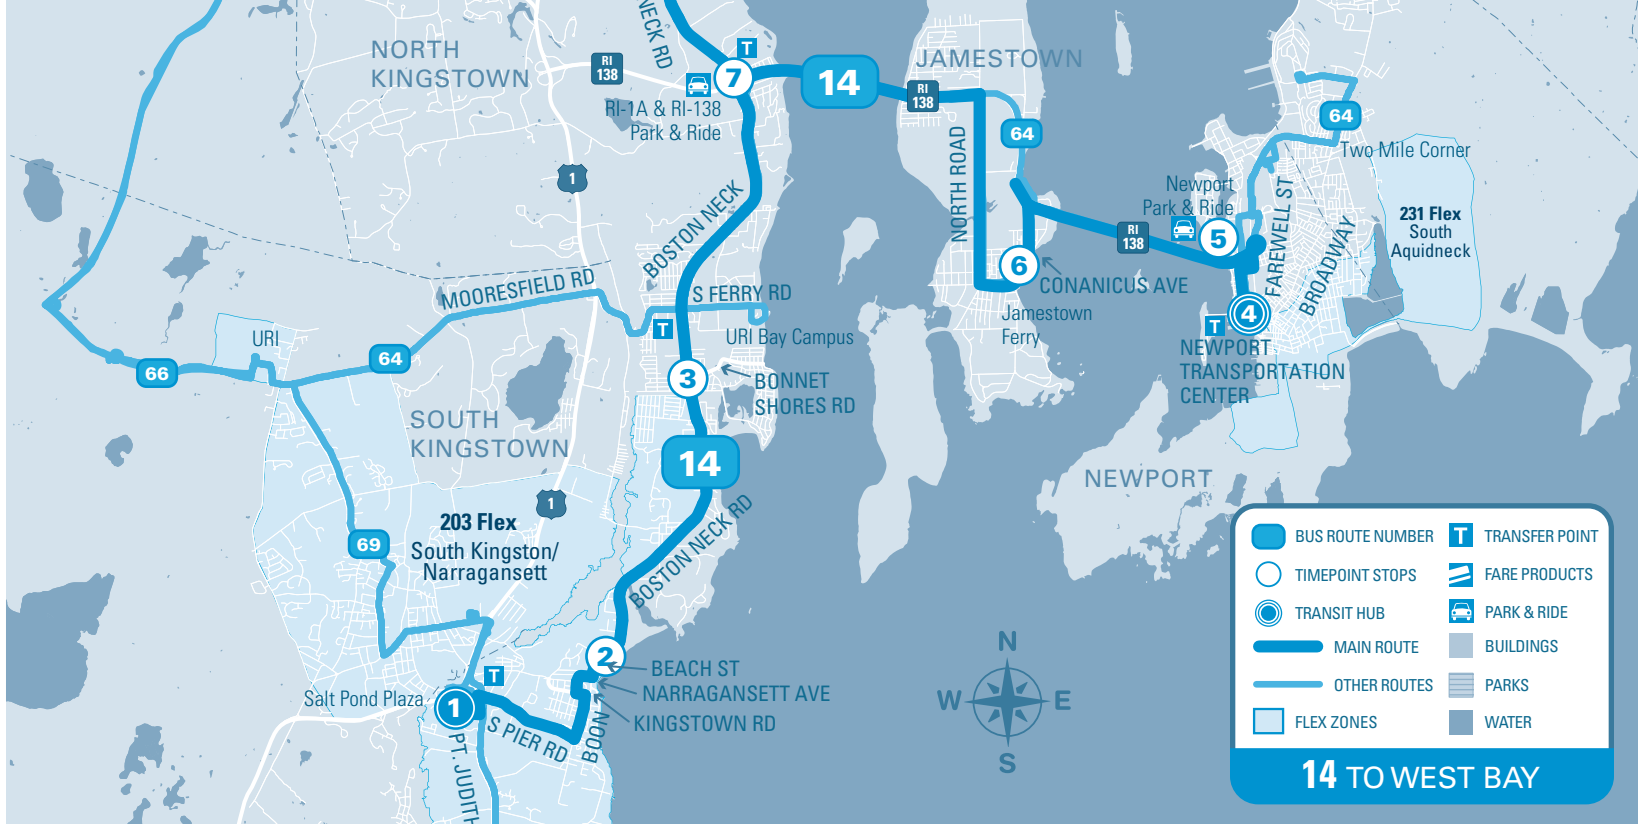 NECK RD
NORTH
KINGSTOWN
RI
138
7
T
RI-1A & RI-138
Park & Ride
14
JAMESTOWN
RI
138
64
NORTH ROAD
64
Two Mile Corner
1
BOSTON NECK
Newport
Park & Ride
5
RI
138
FAREWELL ST
BROADWAY
231 Flex
South
Aquidneck
6
CONANICUS AVE
Jamestown
Ferry
4
T
NEWPORT
TRANSPORTATION
CENTER
MOORESFIELD RD
S FERRY RD
T
URI Bay Campus
URI
66
64
3
BONNET
SHORES RD
SOUTH
KINGSTOWN
14
NEWPORT
1
203 Flex
South Kingston/
Narragansett
69
BOSTON NECK RD
2
BEACH ST
NARRAGANSETT AVE
KINGSTOWN RD
T
Salt Pond Plaza
1
S PIER RD
BOON
PT. JUDITH
N
W
E
S
BUS ROUTE NUMBER
T
TRANSFER POINT
TIMEPOINT STOPS
FARE PRODUCTS
TRANSIT HUB
PARK & RIDE
MAIN ROUTE
BUILDINGS
OTHER ROUTES
PARKS
FLEX ZONES
WATER
14 TO WEST BAY